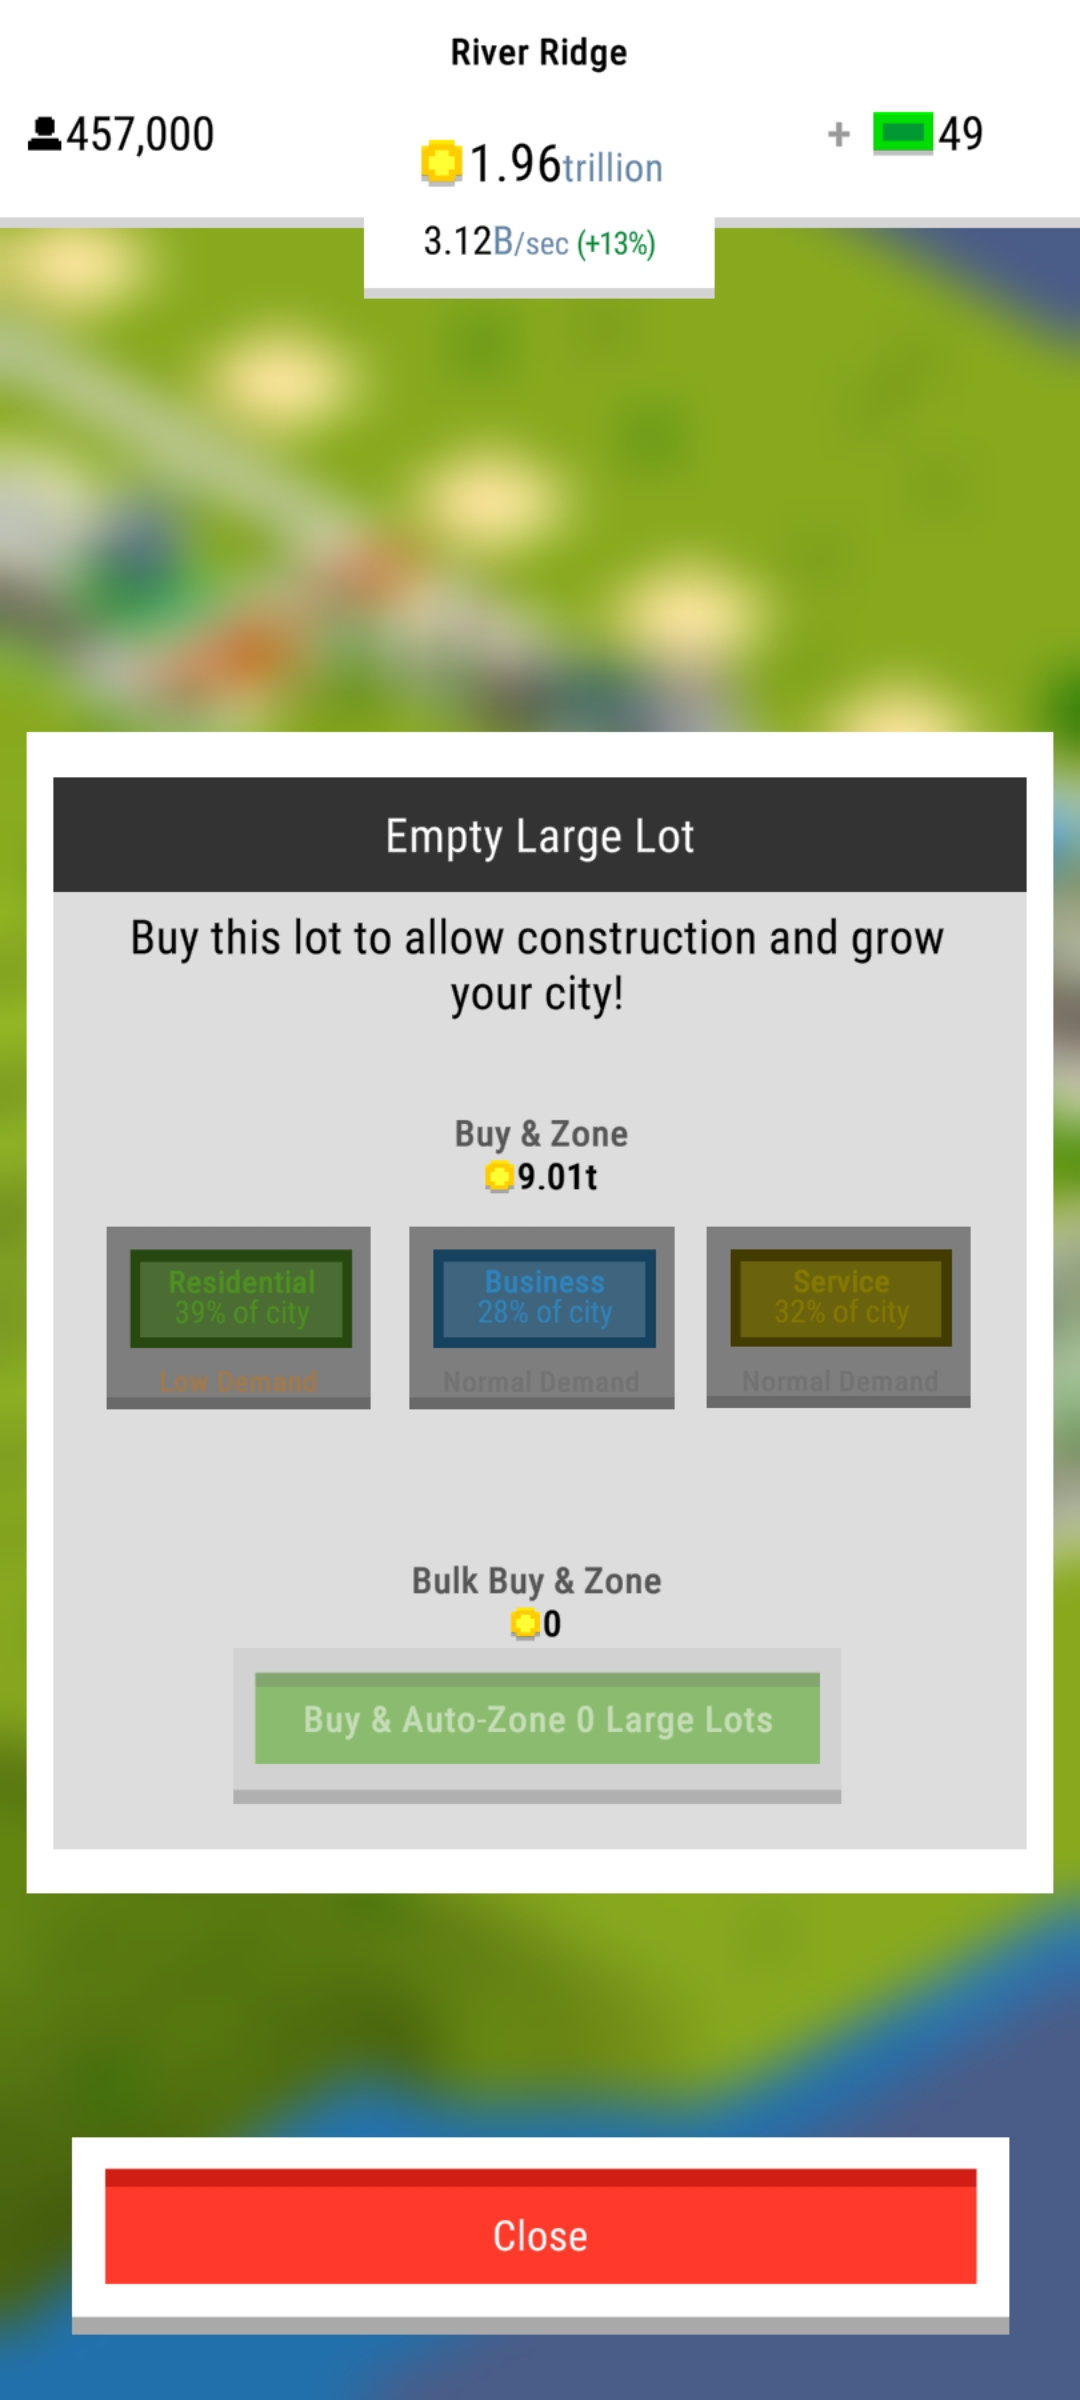 River Ridge
457,000
1.96trillion
+ 49
3.12B/sec (+13%)
Empty Large Lot
Buy this lot to allow construction and grow
your city!
Buy & Zone
9.01t
Residential
39% of city
Low Demand
Business
28% of city
Normal Demand
Service
32% of city
Normal Demand
Bulk Buy & Zone
0
Buy & Auto-Zone 0 Large Lots
Close